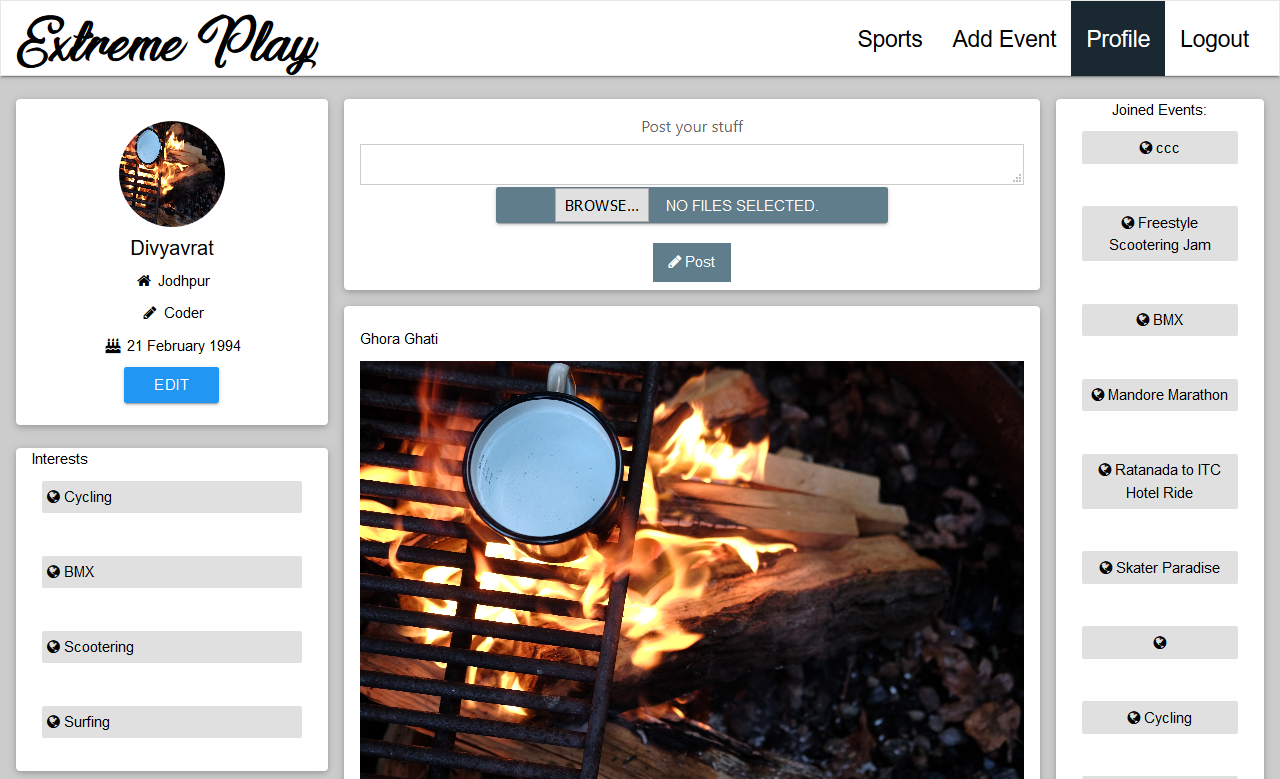 Extreme Play
Sports
Add Event
Profile
Logout
Divyavrat
Jodhpur
Coder
21 February 1994
EDIT
Interests
Cycling
BMX
Scootering
Surfing
Post your stuff
BROWSE... NO FILES SELECTED.
Post
Ghora Ghati
Joined Events:
ccc
Freestyle
Scootering Jam
BMX
Mandore Marathon
Ratanada to ITC
Hotel Ride
Skater Paradise
Cycling